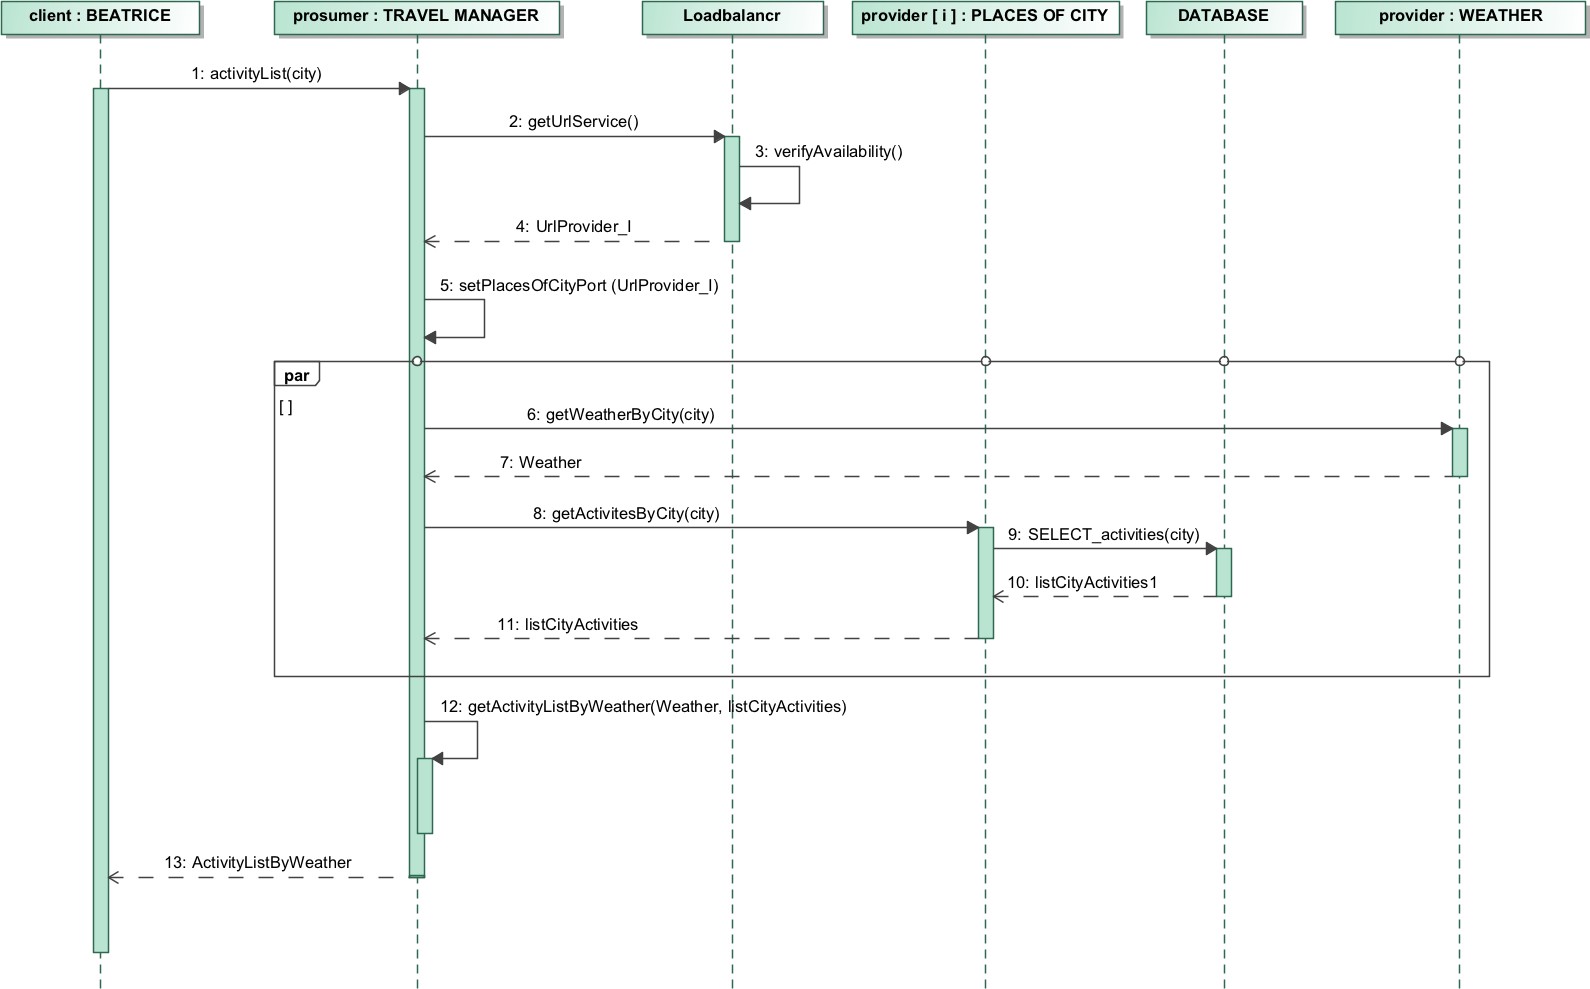 client : BEATRICE
prosumer : TRAVEL MANAGER
Loadbalancr
provider [ i ] : PLACES OF CITY
DATABASE
provider : WEATHER
1: activityList(city)
2: getUrlService()
3: verifyAvailability()
4: UrlProvider_I
5: setPlacesOfCityPort (UrlProvider_I)
par
[ ]
6: getWeatherByCity(city)
7: Weather
8: getActivitesByCity(city)
9: SELECT_activities(city)
10: listCityActivities1
11: listCityActivities
12: getActivityListByWeather(Weather, listCityActivities)
13: ActivityListByWeather